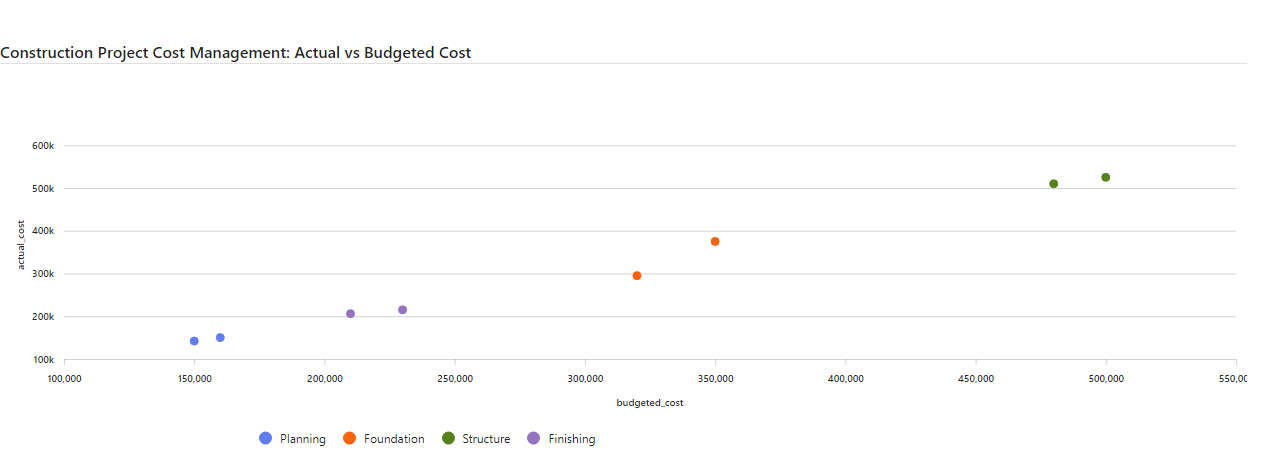 Construction Project Cost Management: Actual vs Budgeted Cost
600k
500k
400k
300k
200k
100k
actual_cost
100,000 150,000 200,000 250,000 300,000 350,000 400,000 450,000 500,000 550,0
budgeted_cost
Planning Foundation Structure Finishing